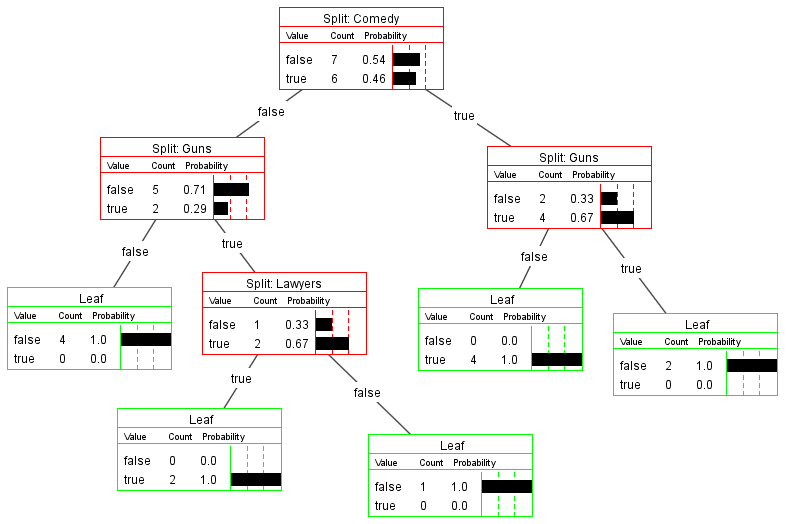 Split: Comedy
Value Count Probability
false 7 0.54
true 6 0.46
false
true
Split: Guns
Value Count Probability
false 5 0.71
true 2 0.29
Split: Guns
Value Count Probability
false 2 0.33
true 4 0.67
false
true
false
true
Leaf
Value Count Probability
false 4 1.0
true 0 0.0
Split: Lawyers
Value Count Probability
false 1 0.33
true 2 0.67
Leaf
Value Count Probability
false 0 0.0
true 4 1.0
Leaf
Value Count Probability
false 2 1.0
true 0 0.0
true
false
Leaf
Value Count Probability
false 0 0.0
true 2 1.0
Leaf
Value Count Probability
false 1 1.0
true 0 0.0